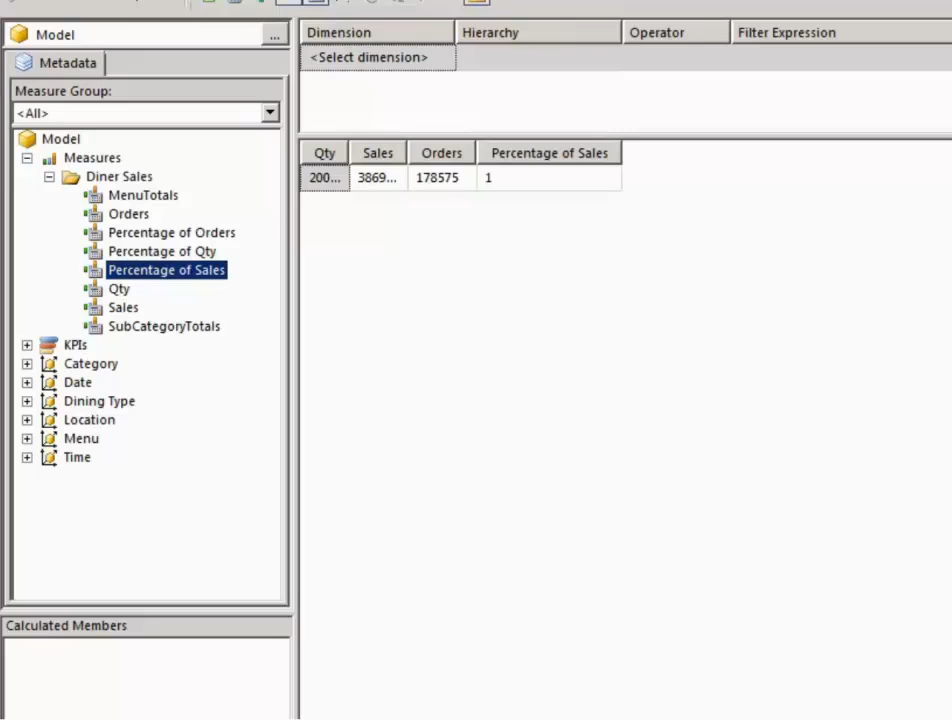 Model
...
Metadata
Measure Group:
<All>
Model
Measures
Diner Sales
MenuTotals
Orders
Percentage of Orders
Percentage of Qty
Percentage of Sales
Qty
Sales
SubCategoryTotals
KPIs
Category
Date
Dining Type
Location
Menu
Time
Calculated Members
Dimension Hierarchy Operator Filter Expression
<Select dimension>
Qty Sales Orders Percentage of Sales
200... 3869... 178575 1